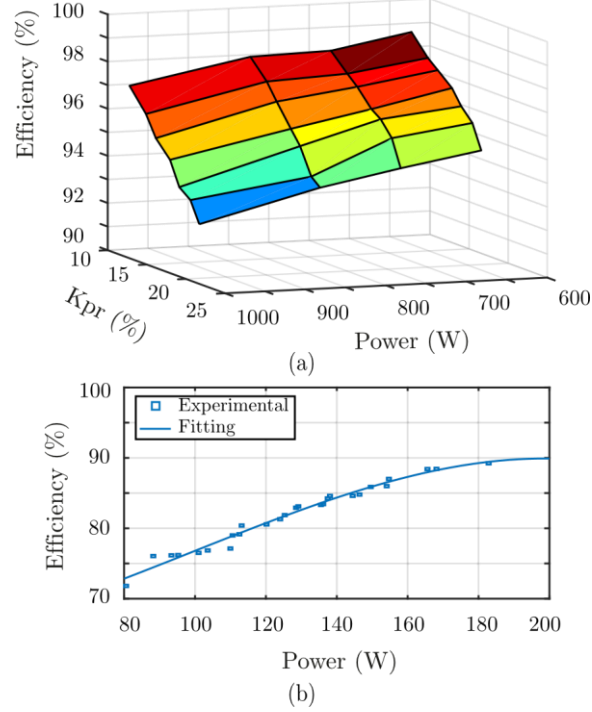 100
98
96
94
92
90
Efficiency (%)
10
15
20
25
Kpr (%)
1000
900
800
700
600
Power (W)
(a)
100
90
80
70
Efficiency (%)
Experimental
Fitting
80
100
120
140
160
180
200
Power (W)
(b)